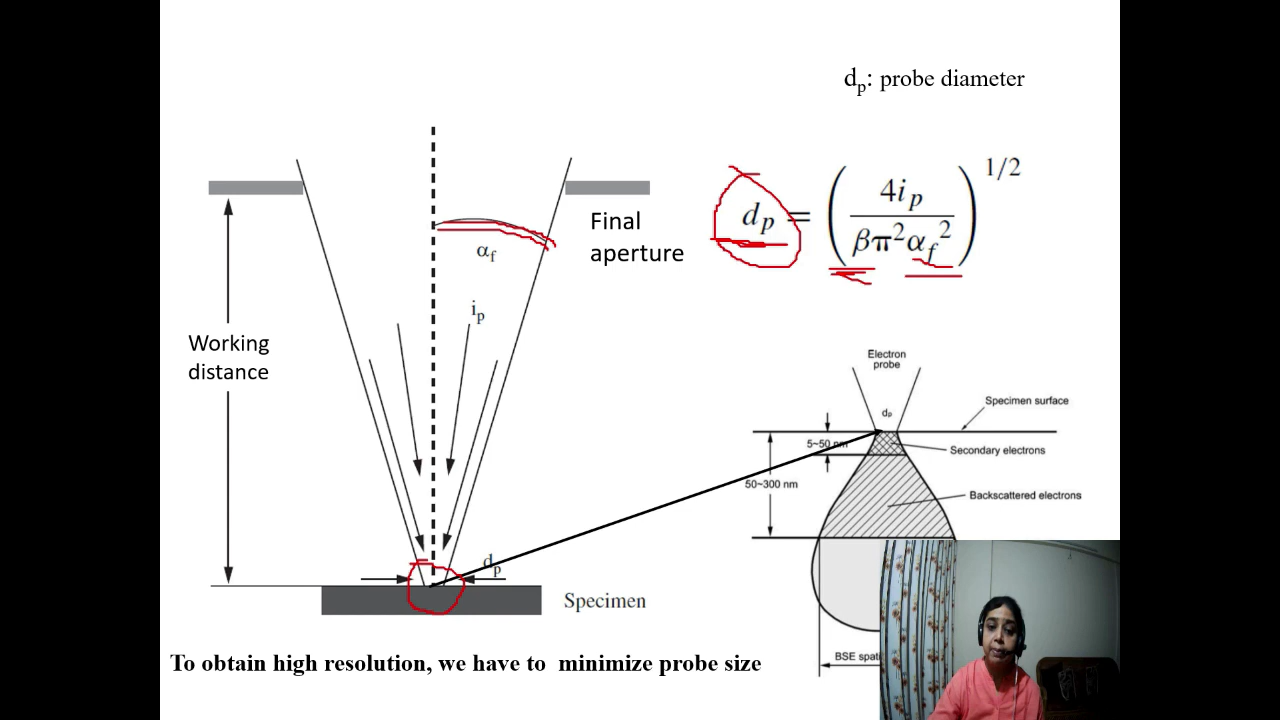 dp: probe diameter
dp = (4ip / βπ²αf²)^1/2
Final
aperture
αf
ip
Working
distance
dp
Specimen
Electron
probe
dp
Specimen surface
5~50 nm
Secondary electrons
50~300 nm
Backscattered electrons
BSE
To obtain high resolution, we have to minimize probe size